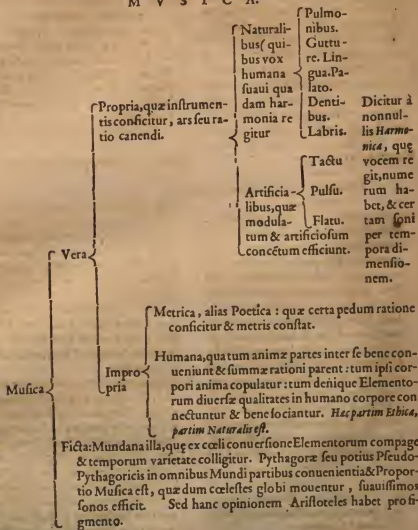 MVSICA.
Pulmo-
nibus.
Guttu-
re. Lin-
gua. Pa-
lato.
Denti-
bus.
Labris.
Naturali-
bus (qui-
bus vox
humana
suaui qua
dam har-
monia re
gitur
Propria, quæ instrumen-
tis conficitur, ars seu ra-
tio canendi.
Dicitur à
nonnul-
lis Harmo-
nica, quę
vocem re
git, nume
rum ha-
bet, & cer
tam soni
per tem-
pora di-
mensio-
nem.
Tactu
Pulsu.
Flatu.
Artificia-
libus, quæ
modula-
tum & artificiosum
concẽtum efficiunt.
Vera
Metrica, alias Poetica: quæ certa pedum ratione
conficitur & metris constat.
Impro
pria
Humana, qua tum animæ partes inter se bene con-
ueniunt & summæ rationi parent: tum ipsi cor-
pori anima copulatur: tum denique Elemento-
rum diuersæ qualitates in humano corpore con
nectuntur & bene sociantur. Hæc partim Ethica,
partim Naturalis est.
Musica
Ficta: Mundana illa, quę ex cœli conuersione Elementorum compage
& temporum varietate colligitur. Pythagoræ seu potius Pseudo-
Pythagoricis in omnibus Mundi partibus conuenientia & Propor-
tio Musica est, quæ dum cœlestes globi mouentur, suauissimos
sonos efficit. Sed hanc opinionem Aristoteles habet pro fi
gmento.